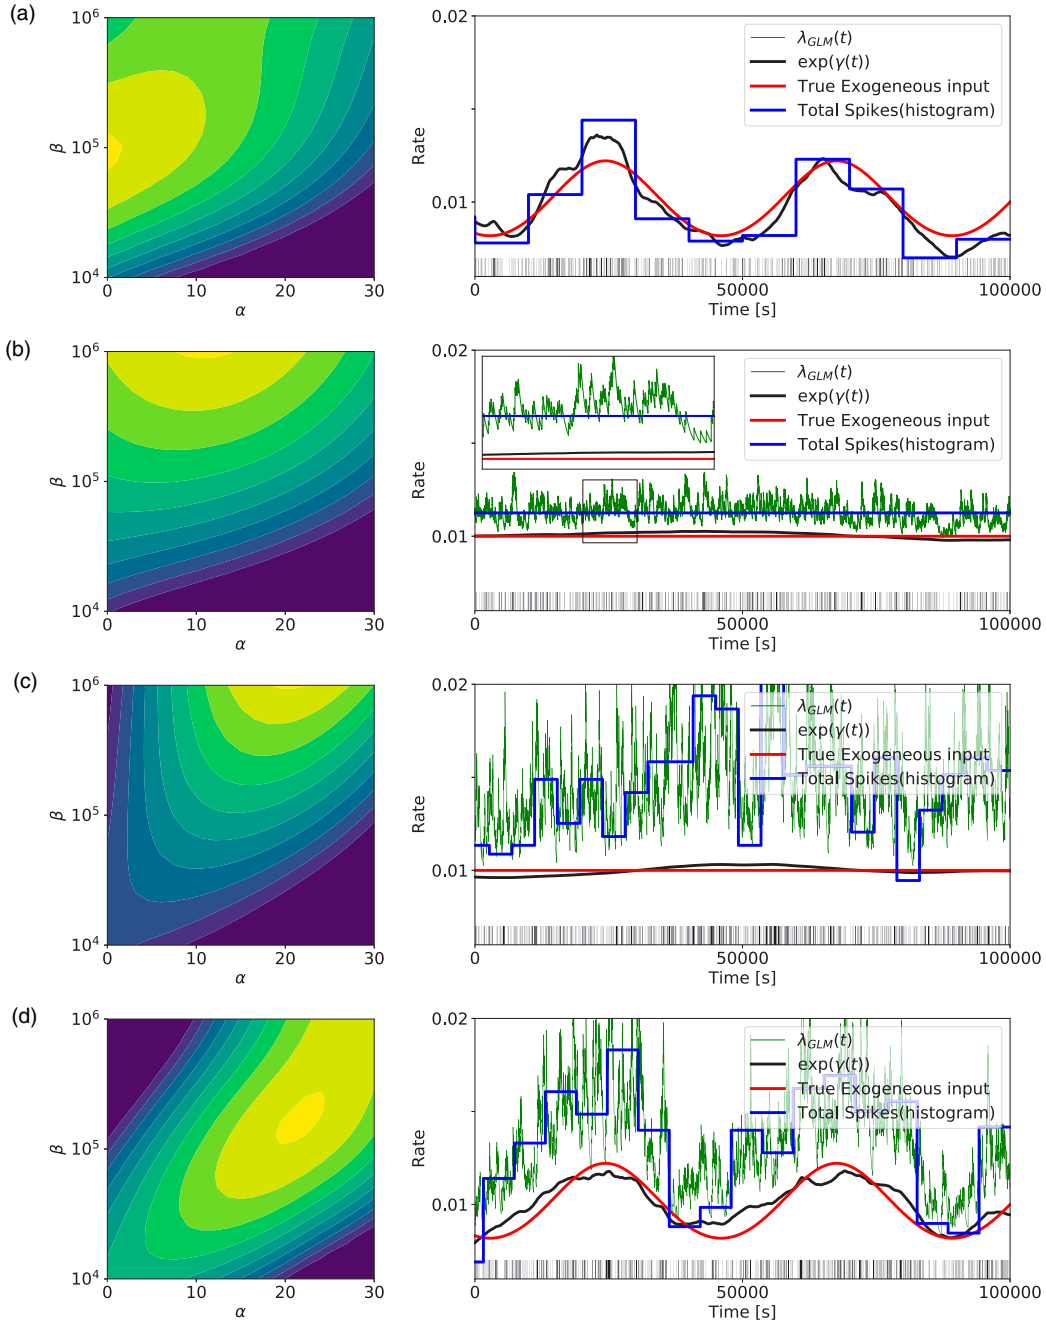 (a)
10⁶
10⁵
10⁴
β
0
10
20
30
α
0.02
0.01
Rate
λGLM(t)
exp(γ(t))
True Exogeneous input
Total Spikes(histogram)
0
50000
100000
Time [s]
(b)
10⁶
10⁵
10⁴
β
0
10
20
30
α
0.02
0.01
Rate
λGLM(t)
exp(γ(t))
True Exogeneous input
Total Spikes(histogram)
0
50000
100000
Time [s]
(c)
10⁶
10⁵
10⁴
β
0
10
20
30
α
0.02
0.01
Rate
λGLM(t)
exp(γ(t))
True Exogeneous input
Total Spikes(histogram)
0
50000
100000
Time [s]
(d)
10⁶
10⁵
10⁴
β
0
10
20
30
α
0.02
0.01
Rate
λGLM(t)
exp(γ(t))
True Exogeneous input
Total Spikes(histogram)
0
50000
100000
Time [s]